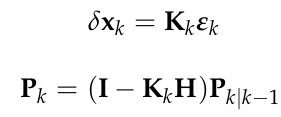 δx_k = K_k ε_k
P_k = (I − K_k H)P_{k|k−1}